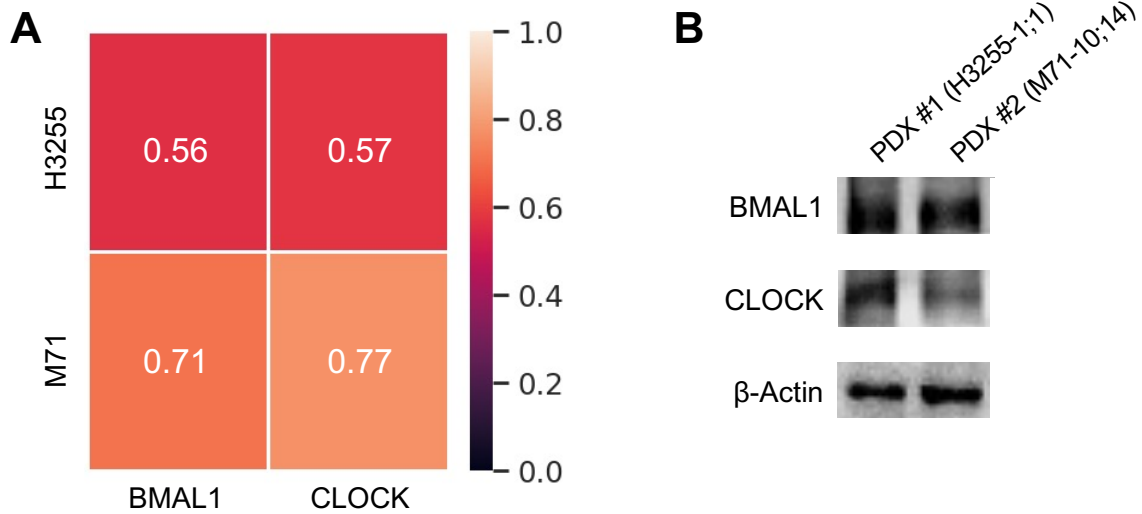 A
H3255
0.56 0.57
M71
0.71 0.77
BMAL1 CLOCK
1.0
0.8
0.6
0.4
0.2
0.0
B
PDX #1 (H3255-1;1)
PDX #2 (M71-10;14)
BMAL1
CLOCK
β-Actin